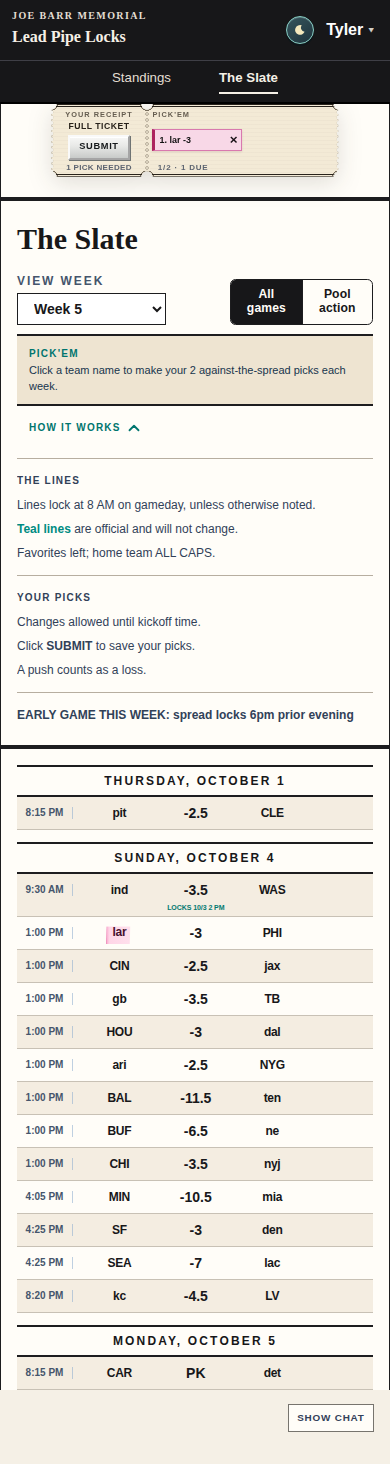 JOE BARR MEMORIAL
Lead Pipe Locks
Tyler
Standings
The Slate
YOUR RECEIPT
FULL TICKET
SUBMIT
1 PICK NEEDED
PICK'EM
1. lar -3 ✕
1/2 · 1 DUE
The Slate
VIEW WEEK
Week 5
All games
Pool action
PICK'EM
Click a team name to make your 2 against-the-spread picks each
week.
HOW IT WORKS
THE LINES
Lines lock at 8 AM on gameday, unless otherwise noted.
Teal lines are official and will not change.
Favorites left; home team ALL CAPS.
YOUR PICKS
Changes allowed until kickoff time.
Click SUBMIT to save your picks.
A push counts as a loss.
EARLY GAME THIS WEEK: spread locks 6pm prior evening
THURSDAY, OCTOBER 1
8:15 PM pit -2.5 CLE
SUNDAY, OCTOBER 4
9:30 AM ind -3.5 WAS
LOCKS 10/3 2 PM
1:00 PM lar -3 PHI
1:00 PM CIN -2.5 jax
1:00 PM gb -3.5 TB
1:00 PM HOU -3 dal
1:00 PM ari -2.5 NYG
1:00 PM BAL -11.5 ten
1:00 PM BUF -6.5 ne
1:00 PM CHI -3.5 nyj
4:05 PM MIN -10.5 mia
4:25 PM SF -3 den
4:25 PM SEA -7 lac
8:20 PM kc -4.5 LV
MONDAY, OCTOBER 5
8:15 PM CAR PK det
SHOW CHAT